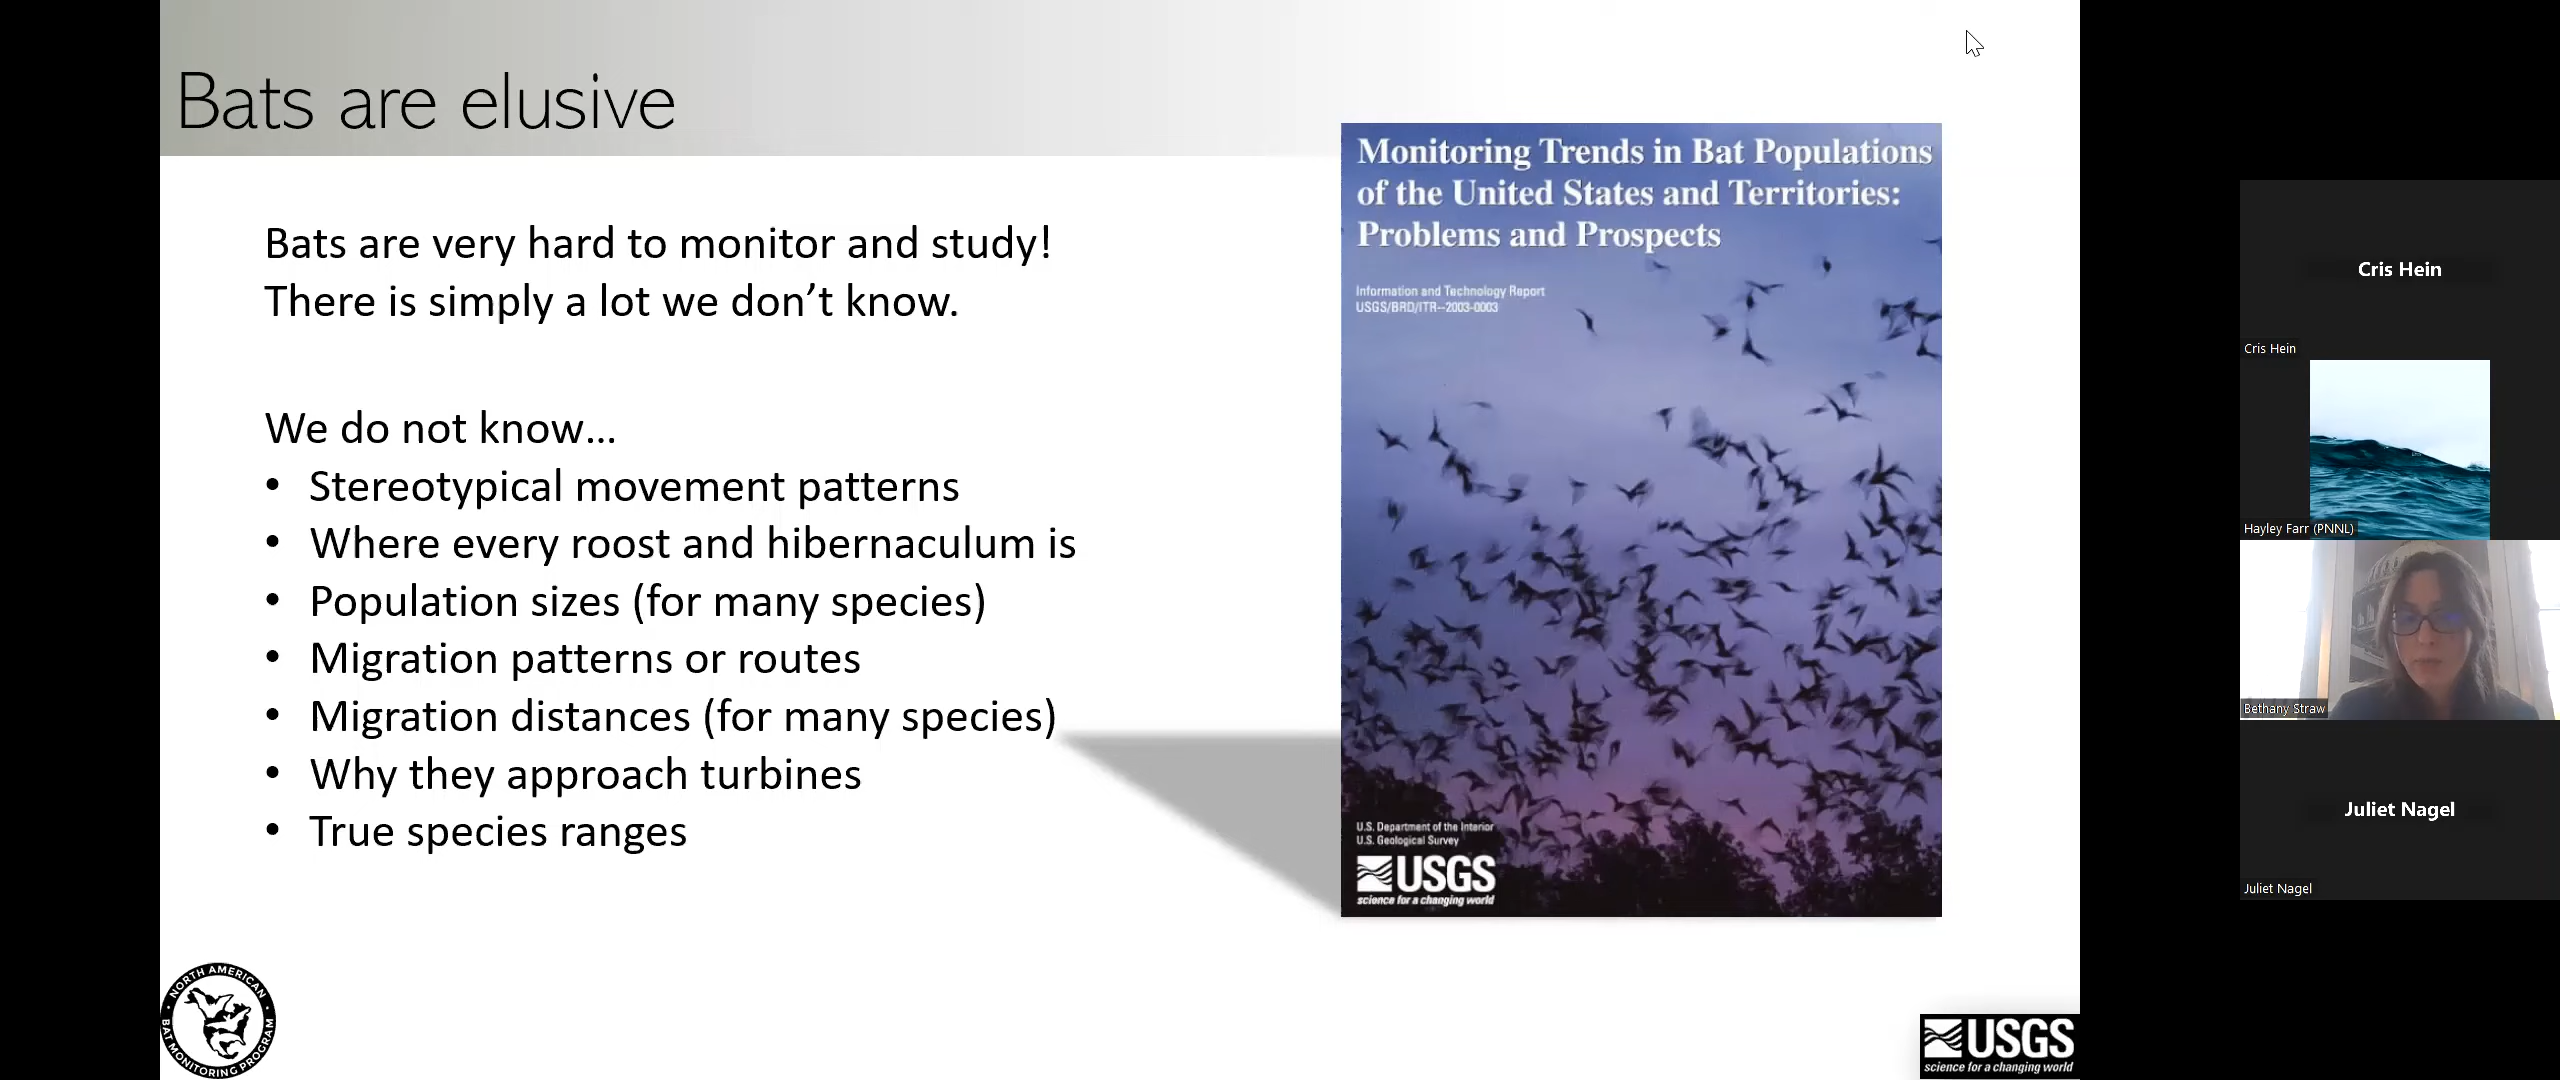 Bats are elusive
Bats are very hard to monitor and study!
There is simply a lot we don’t know.
We do not know...
• Stereotypical movement patterns
• Where every roost and hibernaculum is
• Population sizes (for many species)
• Migration patterns or routes
• Migration distances (for many species)
• Why they approach turbines
• True species ranges
Monitoring Trends in Bat Populations
of the United States and Territories:
Problems and Prospects
Information and Technology Report
USGS/BRD/ITR--2003-0003
U.S. Department of the Interior
U.S. Geological Survey
USGS
science for a changing world
NORTH AMERICAN
BAT MONITORING PROGRAM
USGS
science for a changing world
Cris Hein
Cris Hein
Hayley Farr (PNNL)
Bethany Straw
Juliet Nagel
Juliet Nagel